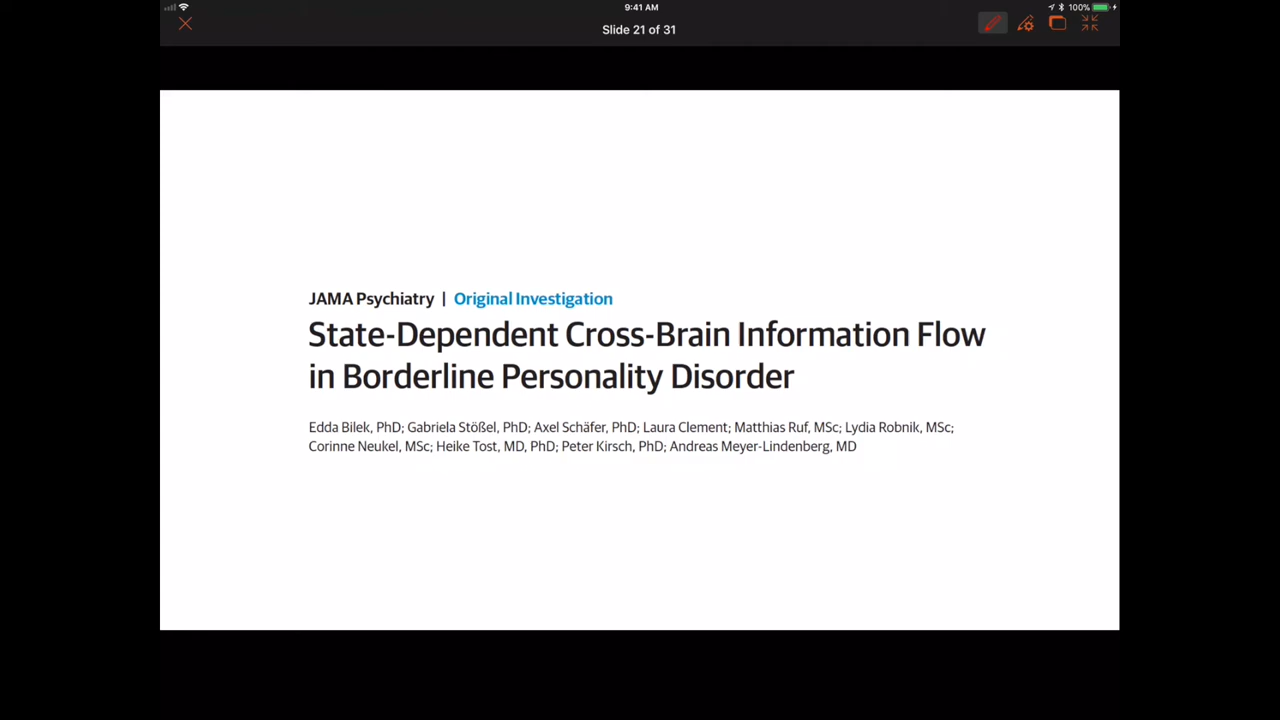 9:41 AM
100%
Slide 21 of 31
JAMA Psychiatry | Original Investigation
State-Dependent Cross-Brain Information Flow
in Borderline Personality Disorder
Edda Bilek, PhD; Gabriela Stößel, PhD; Axel Schäfer, PhD; Laura Clement; Matthias Ruf, MSc; Lydia Robnik, MSc;
Corinne Neukel, MSc; Heike Tost, MD, PhD; Peter Kirsch, PhD; Andreas Meyer-Lindenberg, MD